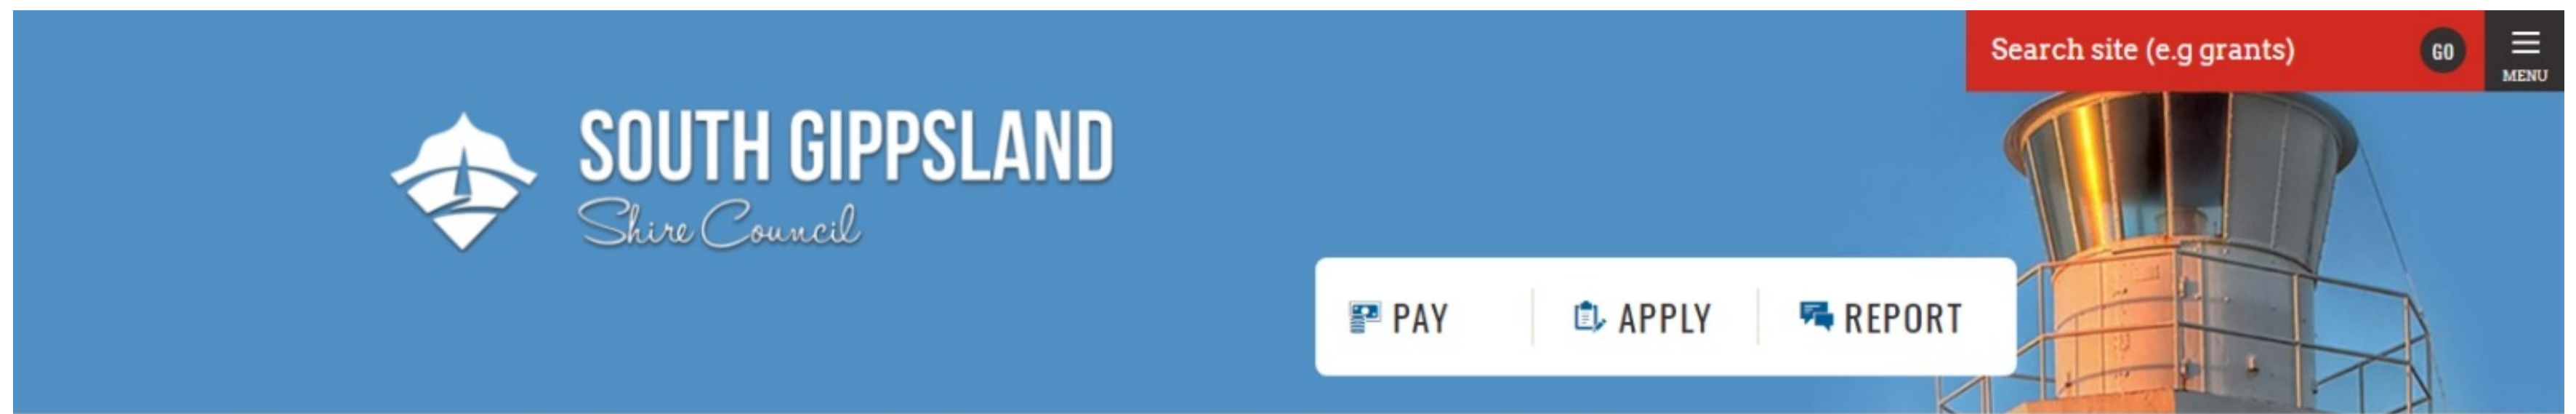 Search site (e.g grants)
GO
MENU
SOUTH GIPPSLAND
Shire Council
PAY
APPLY
REPORT